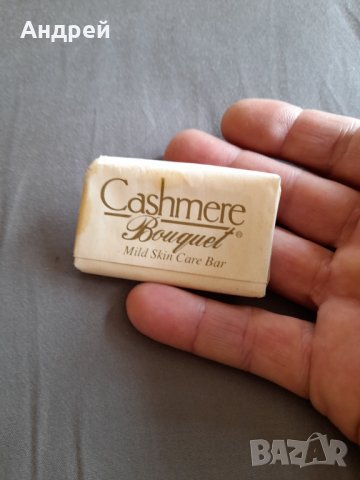 Андрей
Cashmere
Bouquet®
Mild Skin Care Bar
BAZAR